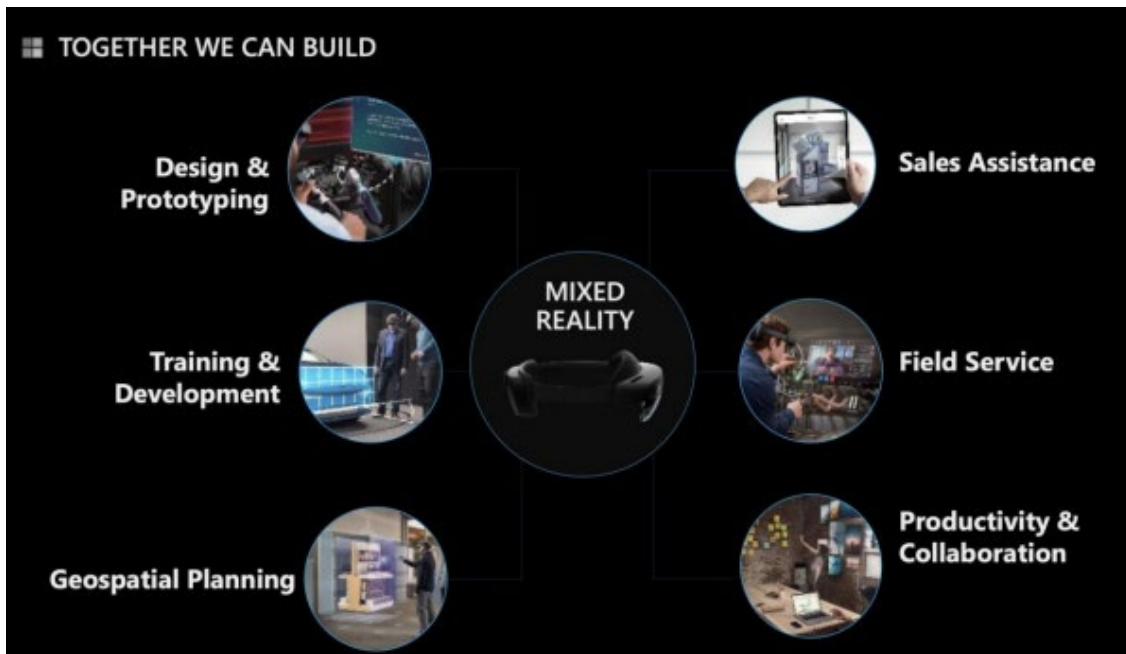 TOGETHER WE CAN BUILD
Design &
Prototyping
Sales Assistance
MIXED
REALITY
Training &
Development
Field Service
Geospatial Planning
Productivity &
Collaboration